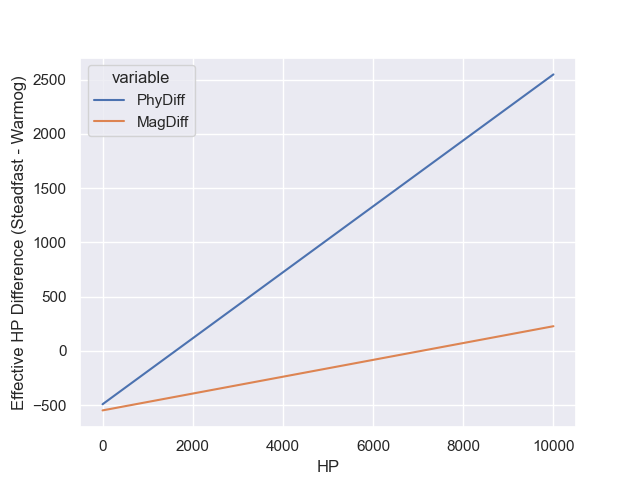 variable
PhyDiff
MagDiff
Effective HP Difference (Steadfast - Warmog)
2500
2000
1500
1000
500
0
−500
0 2000 4000 6000 8000 10000
HP